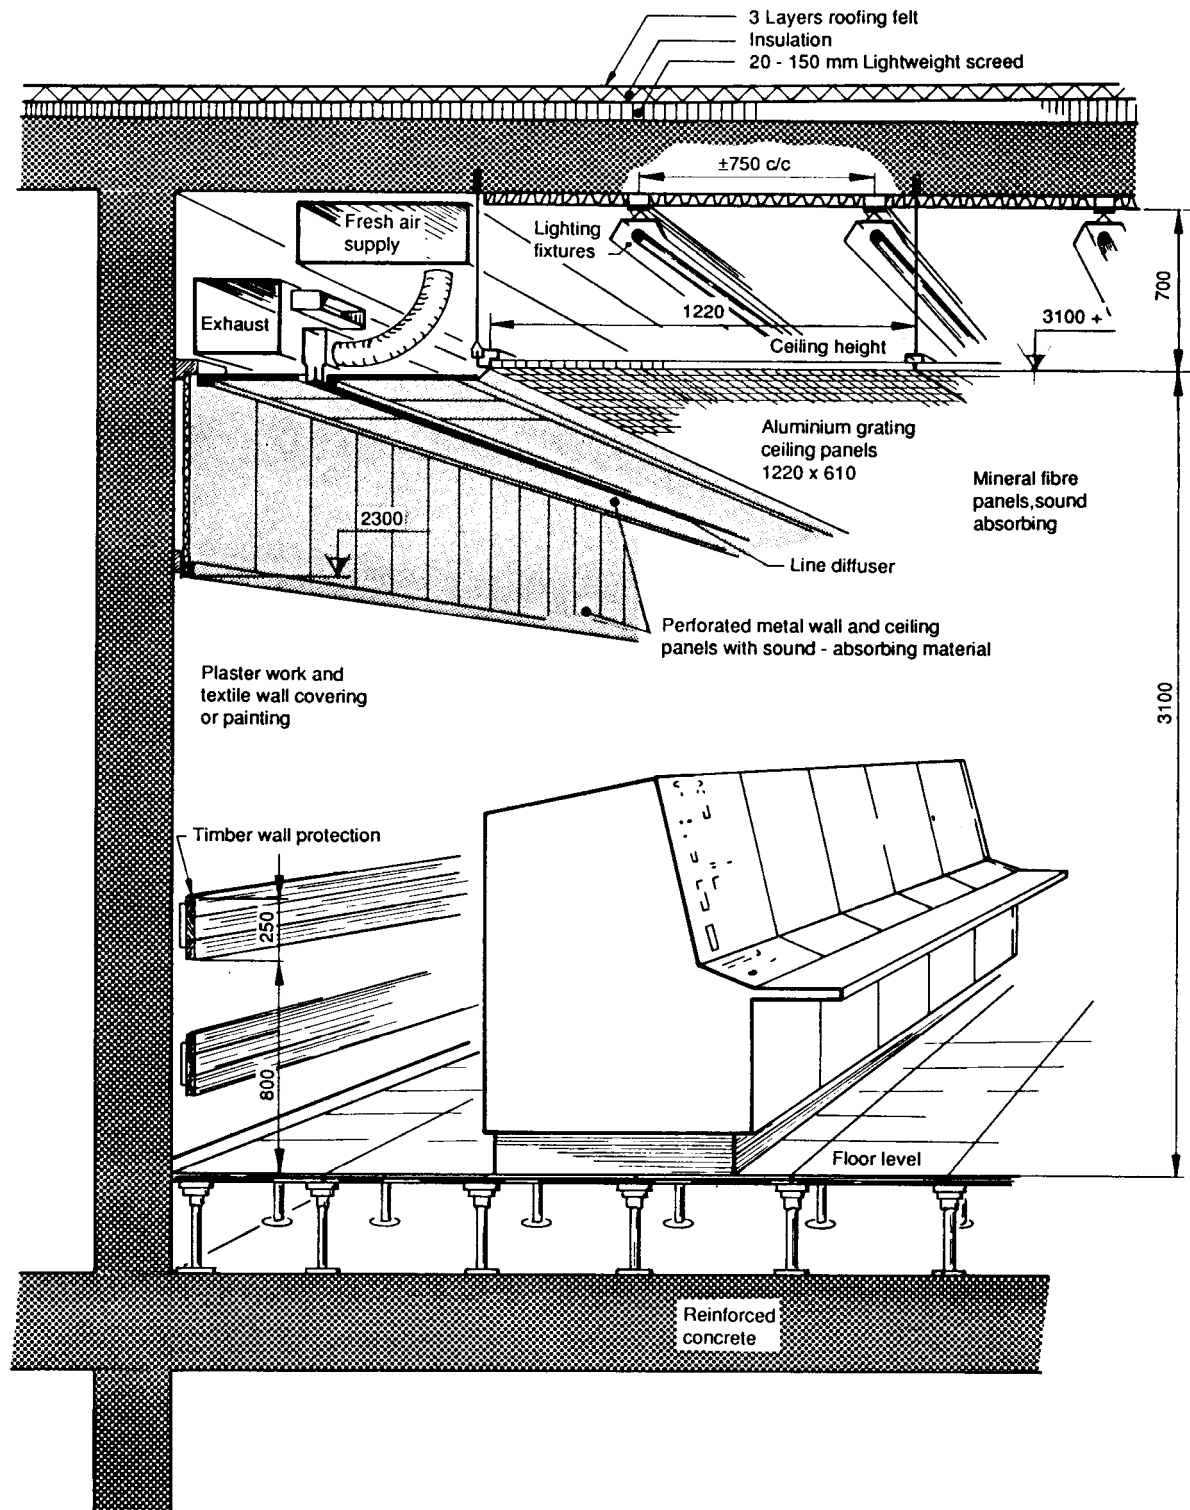 3 Layers roofing felt
Insulation
20 - 150 mm Lightweight screed
±750 c/c
Fresh air
supply
Lighting
fixtures
Exhaust
1220
3100 +
700
Ceiling height
Aluminium grating
ceiling panels
1220 x 610
Mineral fibre
panels,sound
absorbing
2300
Line diffuser
Perforated metal wall and ceiling
panels with sound - absorbing material
Plaster work and
textile wall covering
or painting
3100
Timber wall protection
250
800
Floor level
Reinforced
concrete